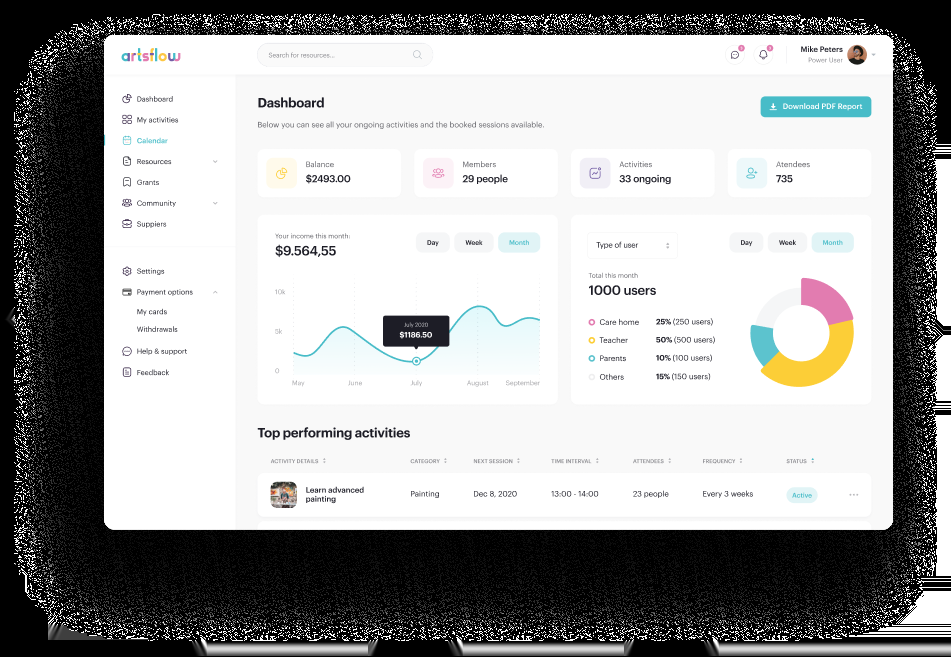 artsflow
Search for resources...
Mike Peters
Power User
Dashboard
My activities
Calendar
Resources
Grants
Community
Suppiers
Settings
Payment options
My cards
Withdrawals
Help & support
Feedback
Dashboard
Below you can see all your ongoing activities and the booked sessions available.
Download PDF Report
Balance
$2493.00
Members
29 people
Activities
33 ongoing
Atendees
735
Your income this month:
$9.564,55
Day Week Month
10k
5k
0
July 2020
$1186.50
May June July August September
Type of user
Day Week Month
Total this month
1000 users
Care home 25% (250 users)
Teacher 50% (500 users)
Parents 10% (100 users)
Others 15% (150 users)
Top performing activities
ACTIVITY DETAILS CATEGORY NEXT SESSION TIME INTERVAL ATTENDEES FREQUENCY STATUS
Learn advanced
painting
Painting Dec 8, 2020 13:00 - 14:00 23 people Every 3 weeks Active